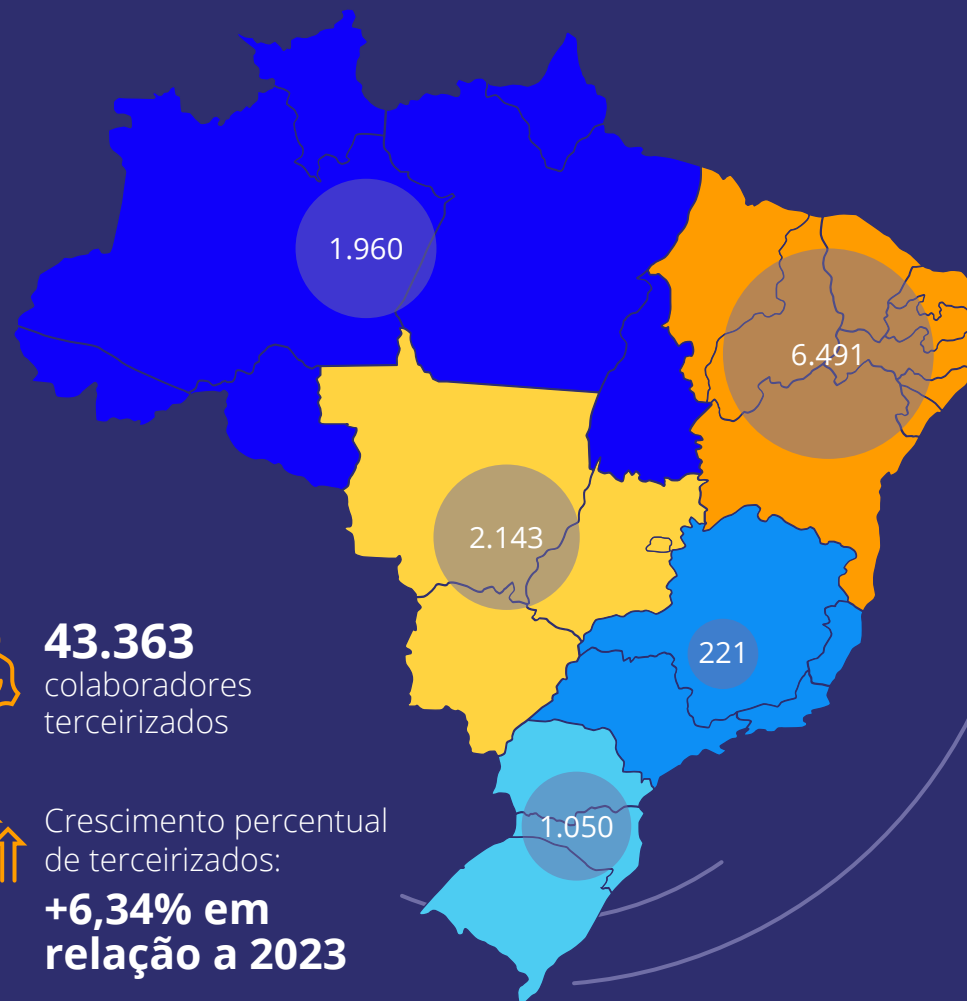 1.960
6.491
2.143
221
1.050
43.363
colaboradores
terceirizados
Crescimento percentual
de terceirizados:
+6,34% em
relação a 2023